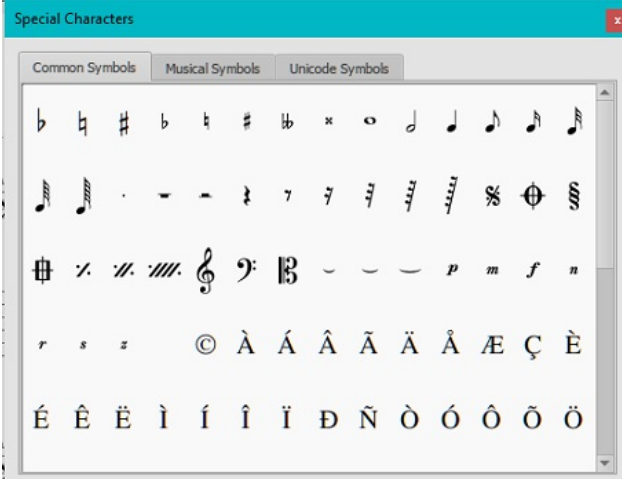 Special Characters x
Common Symbols Musical Symbols Unicode Symbols
♭ ♮ ♯ ♭ ♮ ♯ 𝄫 𝄪 𝅝 𝅗𝅥 𝅘𝅥 𝅘𝅥𝅮 𝅘𝅥𝅯 𝅘𝅥𝅰
𝅘𝅥𝅱 𝅘𝅥𝅲 . 𝄻 𝄼 𝄽 𝄾 𝄿 𝅀 𝅁 𝅂 𝄋 𝄌 §
𝄎 𝄍 𝄞 𝄢 𝄡 p m f n
r s z © À Á Â Ã Ä Å Æ Ç È
É Ê Ë Ì Í Î Ï Ð Ñ Ò Ó Ô Õ Ö